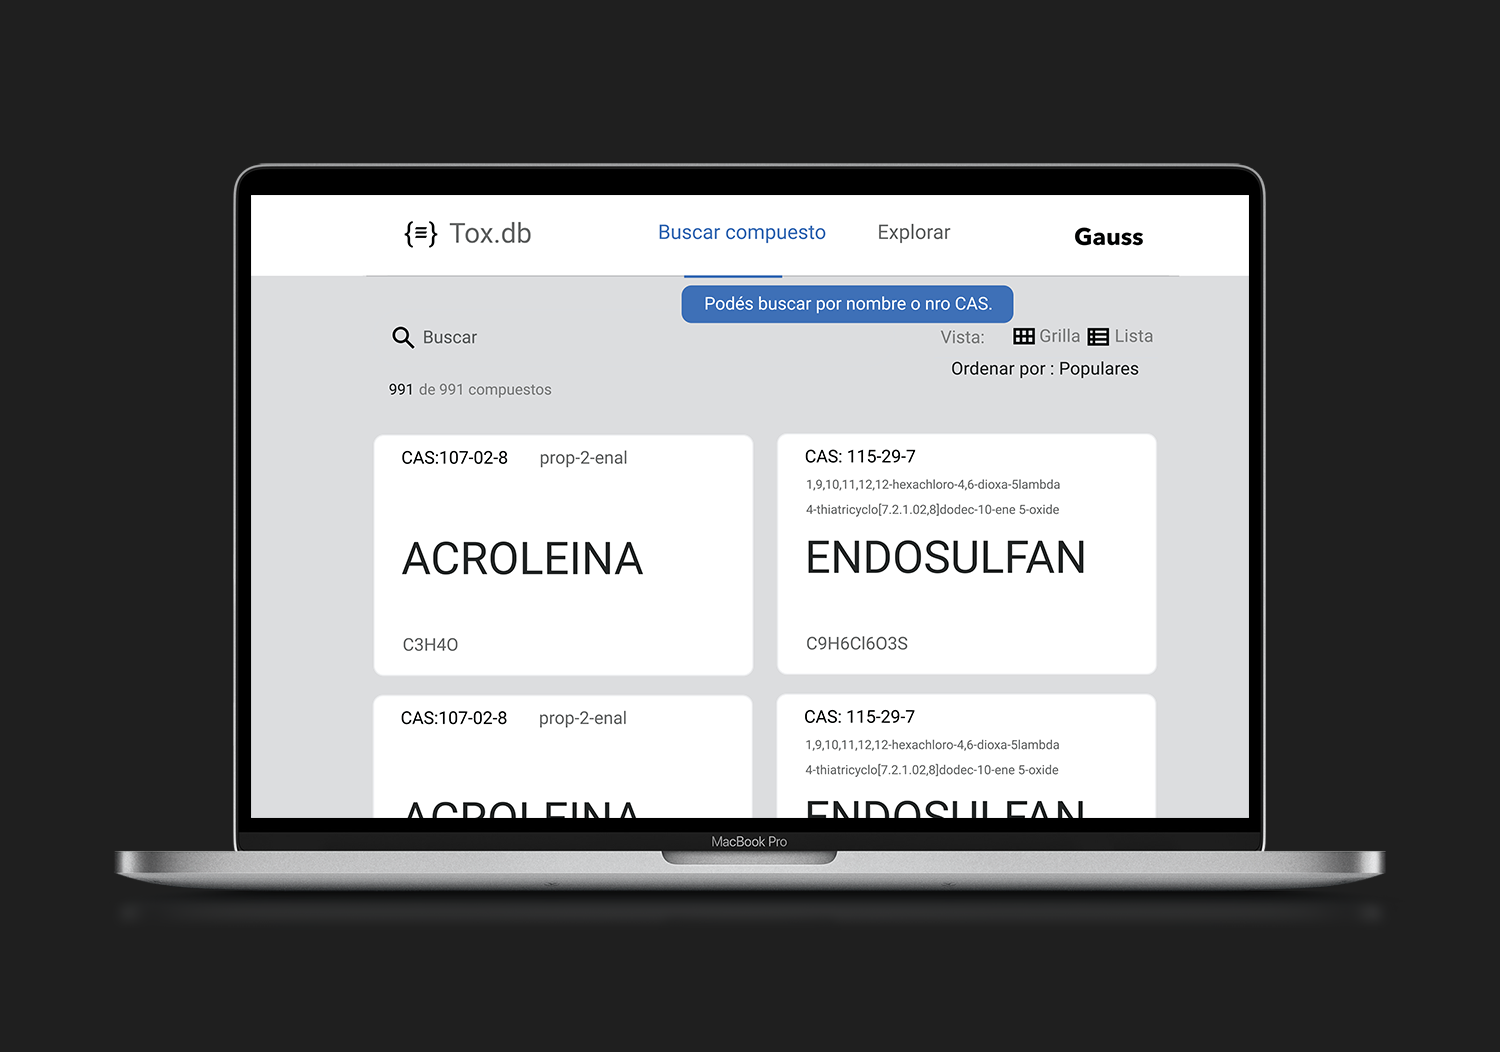 {≡} Tox.db
Buscar compuesto
Explorar
Gauss
Podés buscar por nombre o nro CAS.
Buscar
Vista: Grilla Lista
Ordenar por : Populares
991 de 991 compuestos
CAS:107-02-8 prop-2-enal
ACROLEINA
C3H4O
CAS: 115-29-7
1,9,10,11,12,12-hexachloro-4,6-dioxa-5lambda
4-thiatricyclo[7.2.1.02,8]dodec-10-ene 5-oxide
ENDOSULFAN
C9H6Cl6O3S
CAS:107-02-8 prop-2-enal
ACROLEINA
CAS: 115-29-7
1,9,10,11,12,12-hexachloro-4,6-dioxa-5lambda
4-thiatricyclo[7.2.1.02,8]dodec-10-ene 5-oxide
ENDOSULFAN
MacBook Pro